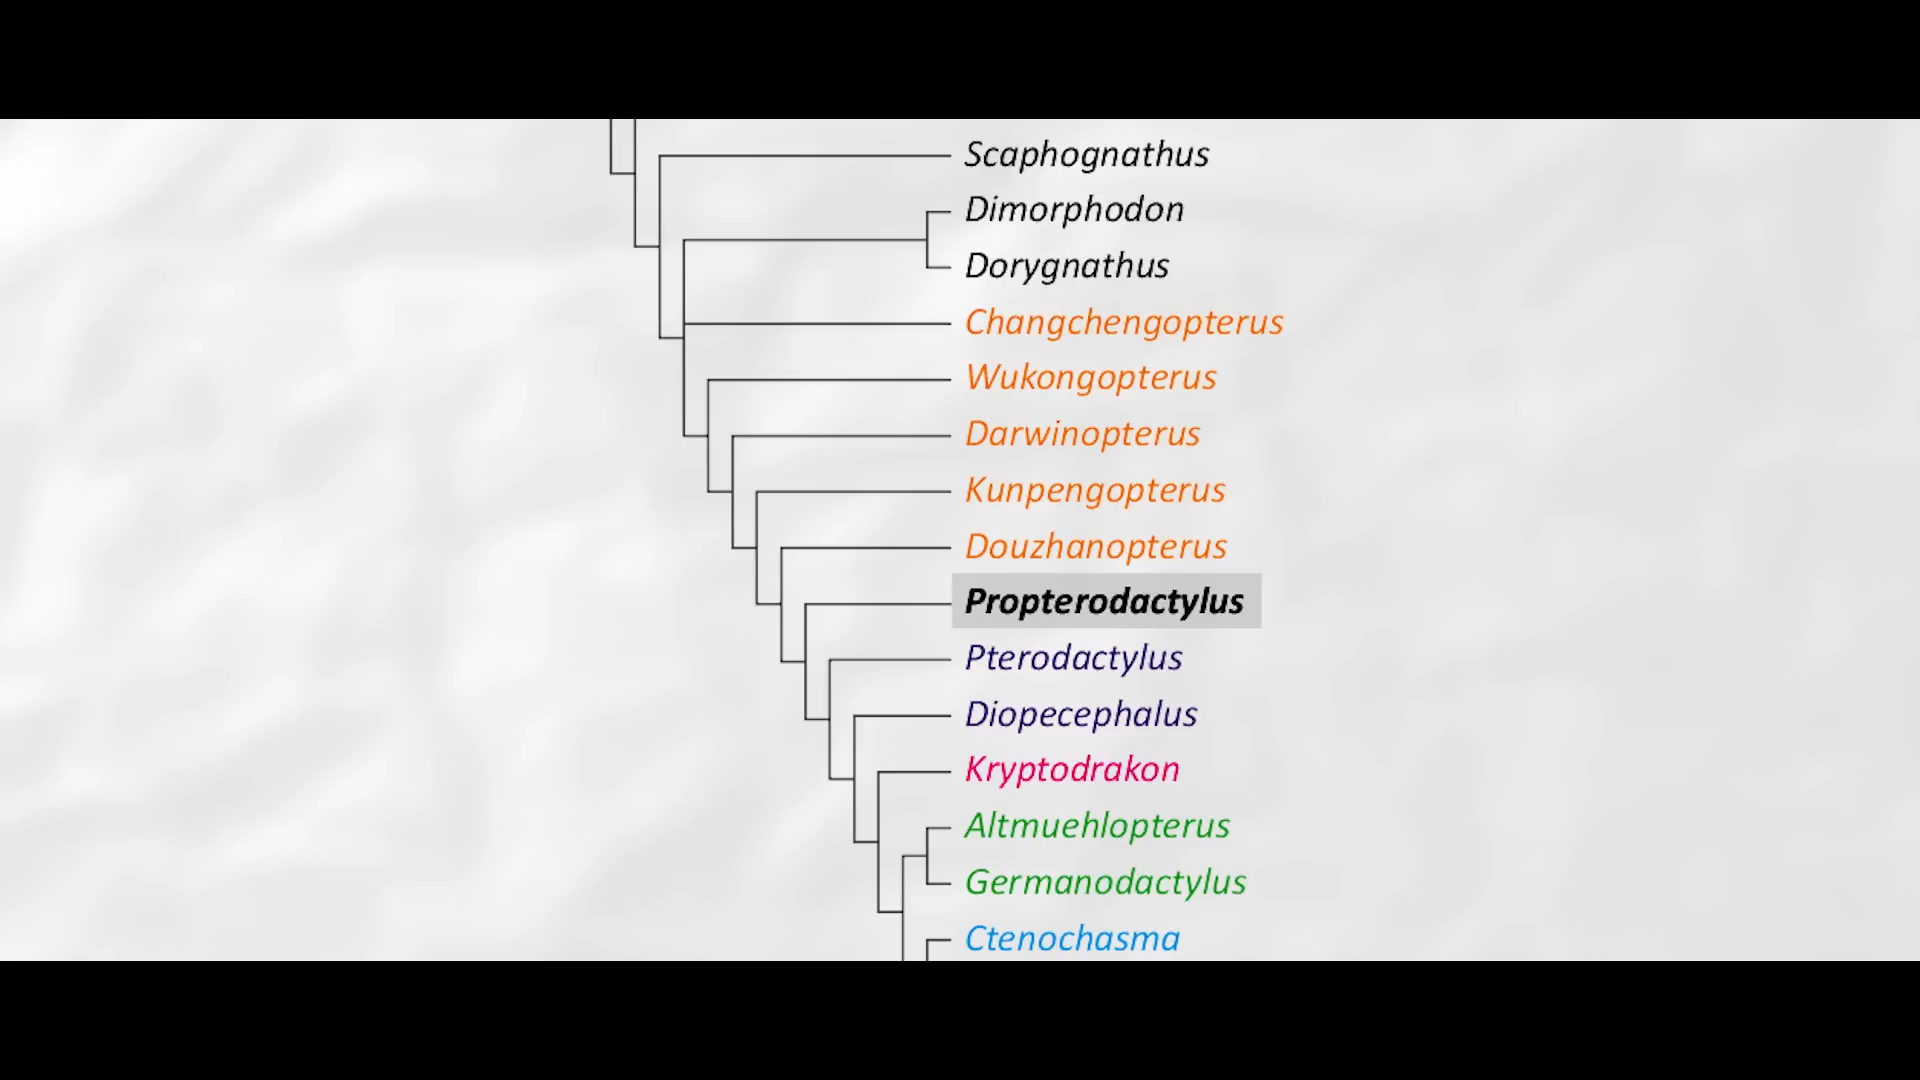 Scaphognathus
Dimorphodon
Dorygnathus
Changchengopterus
Wukongopterus
Darwinopterus
Kunpengopterus
Douzhanopterus
Propterodactylus
Pterodactylus
Diopecephalus
Kryptodrakon
Altmuehlopterus
Germanodactylus
Ctenochasma